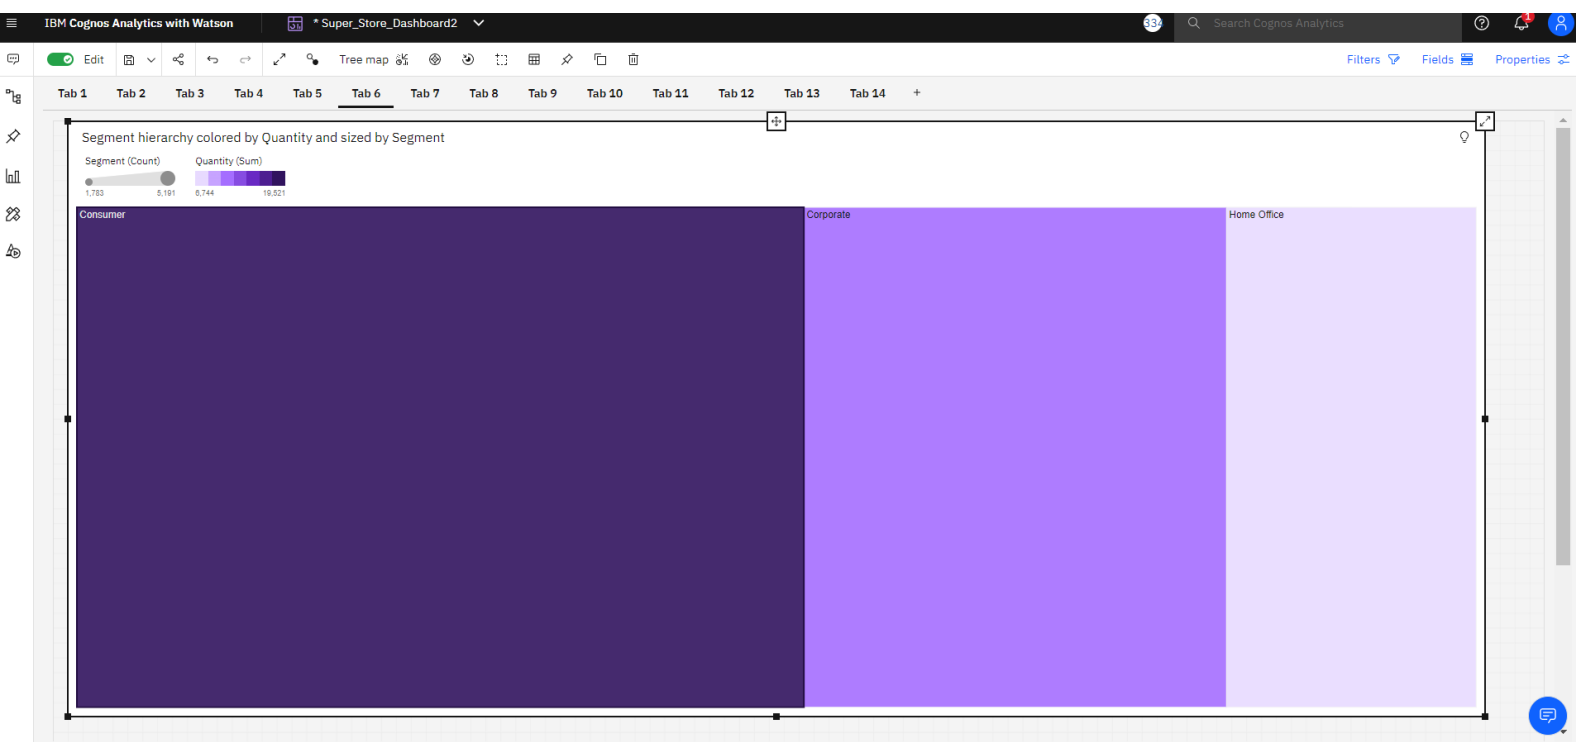 IBM Cognos Analytics with Watson
* Super_Store_Dashboard2
334
Search Cognos Analytics
1
Edit
Tree map
Filters
Fields
Properties
Tab 1 Tab 2 Tab 3 Tab 4 Tab 5 Tab 6 Tab 7 Tab 8 Tab 9 Tab 10 Tab 11 Tab 12 Tab 13 Tab 14 +
Segment hierarchy colored by Quantity and sized by Segment
Segment (Count) Quantity (Sum)
1,783 5,191 6,744 19,521
Consumer Corporate Home Office